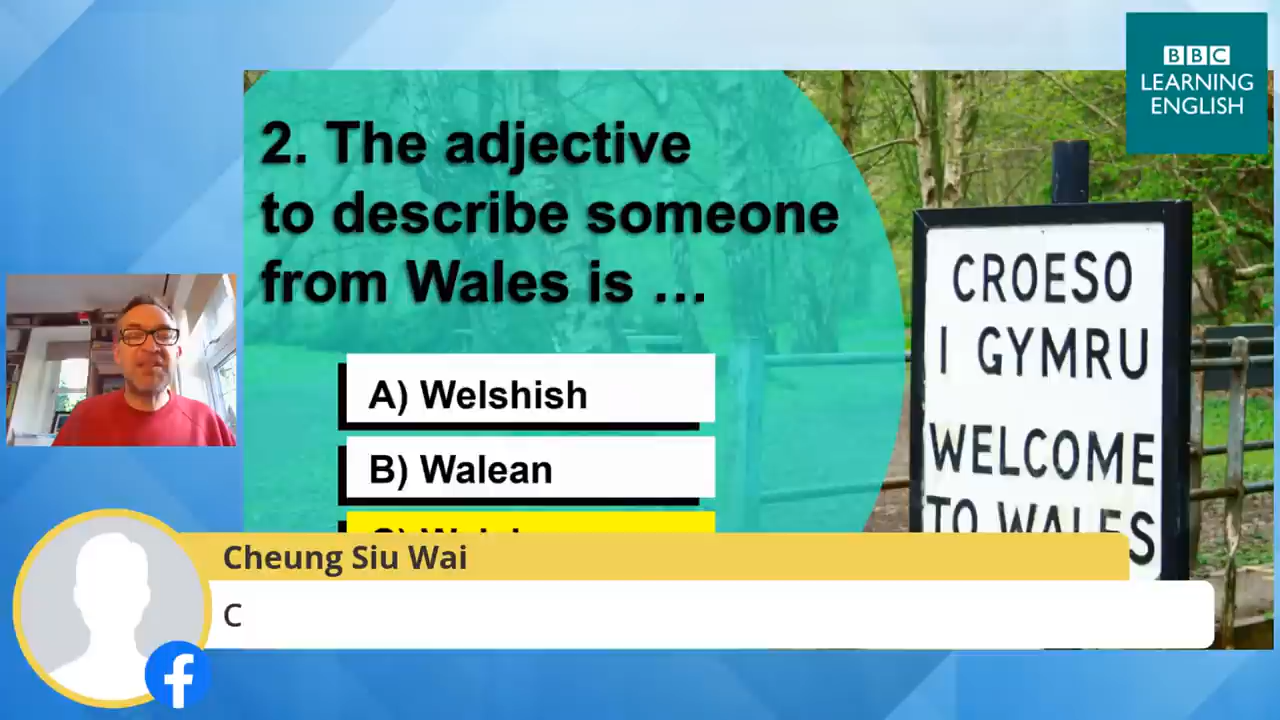 BBC
LEARNING
ENGLISH
2. The adjective
to describe someone
from Wales is …
A) Welshish
B) Walean
CROESO
I GYMRU
WELCOME
TO WALES
Cheung Siu Wai
C